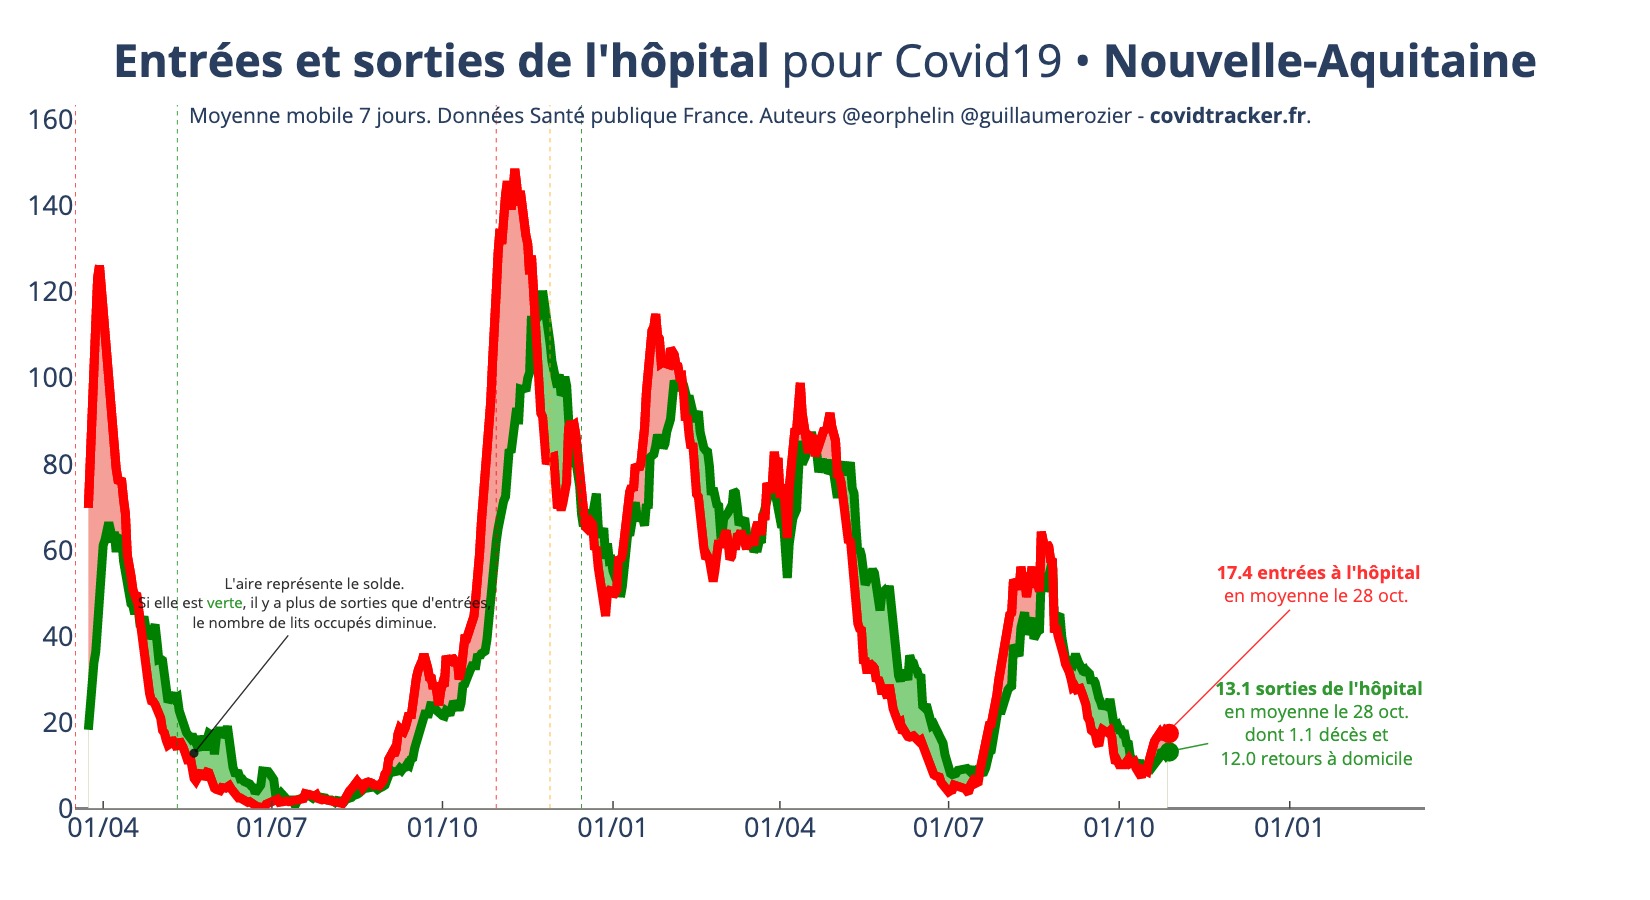 Entrées et sorties de l'hôpital pour Covid19 • Nouvelle-Aquitaine
Moyenne mobile 7 jours. Données Santé publique France. Auteurs @eorphelin @guillaumerozier - covidtracker.fr.
160
140
120
100
80
60
40
20
0
L'aire représente le solde.
Si elle est verte, il y a plus de sorties que d'entrées,
le nombre de lits occupés diminue.
17.4 entrées à l'hôpital
en moyenne le 28 oct.
13.1 sorties de l'hôpital
en moyenne le 28 oct.
dont 1.1 décès et
12.0 retours à domicile
01/04 01/07 01/10 01/01 01/04 01/07 01/10 01/01